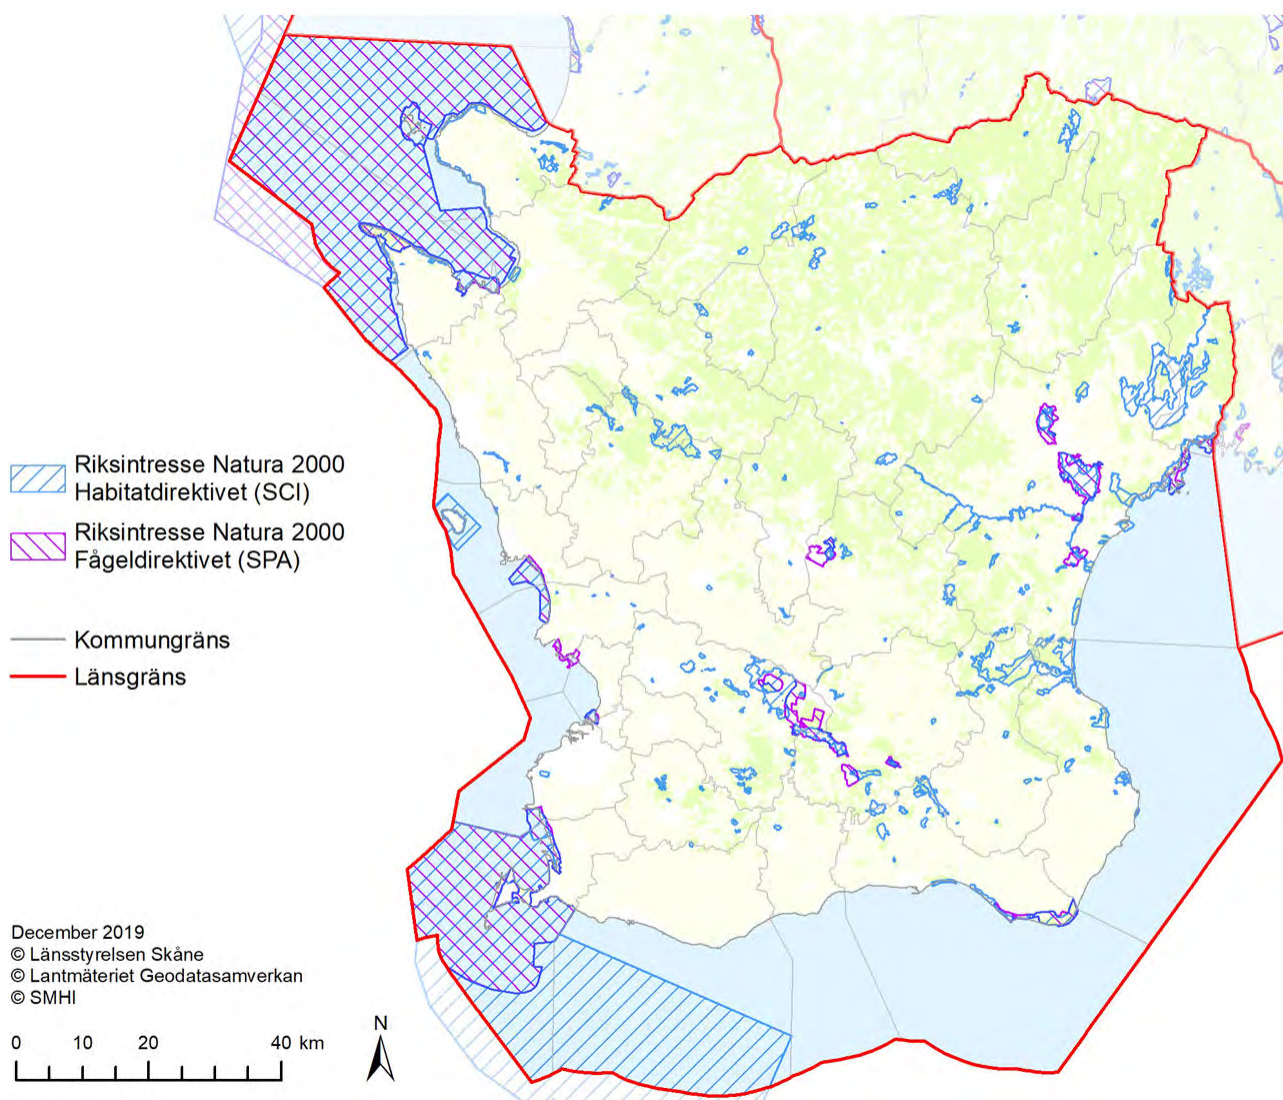 Riksintresse Natura 2000
Habitatdirektivet (SCI)
Riksintresse Natura 2000
Fågeldirektivet (SPA)
Kommungräns
Länsgräns
December 2019
© Länsstyrelsen Skåne
© Lantmäteriet Geodatasamverkan
© SMHI
0 10 20 40 km
N